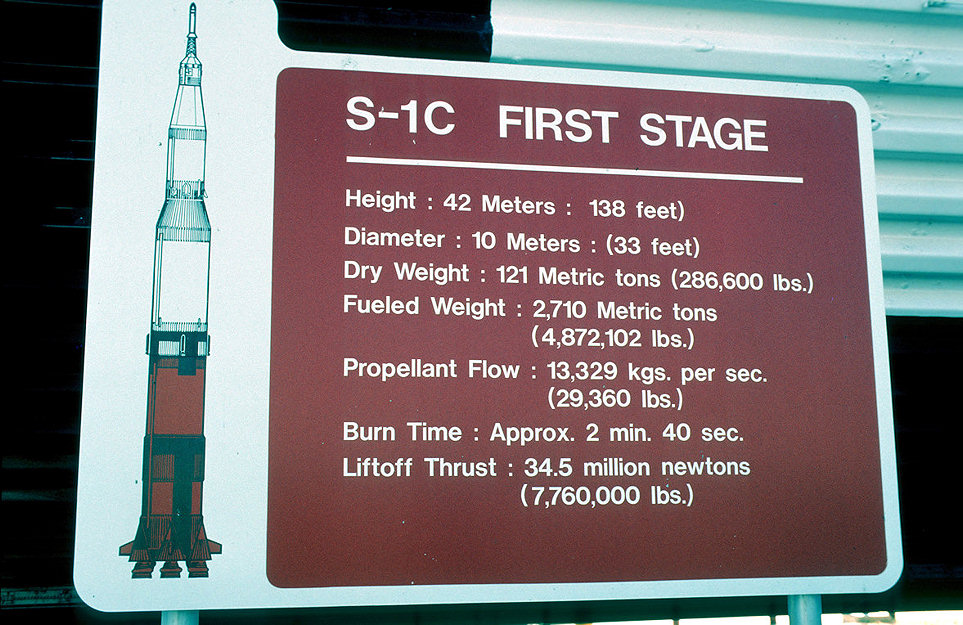 S-1C FIRST STAGE
Height : 42 Meters : 138 feet)
Diameter : 10 Meters : (33 feet)
Dry Weight : 121 Metric tons (286,600 lbs.)
Fueled Weight : 2,710 Metric tons
(4,872,102 lbs.)
Propellant Flow : 13,329 kgs. per sec.
(29,360 lbs.)
Burn Time : Approx. 2 min. 40 sec.
Liftoff Thrust : 34.5 million newtons
(7,760,000 lbs.)